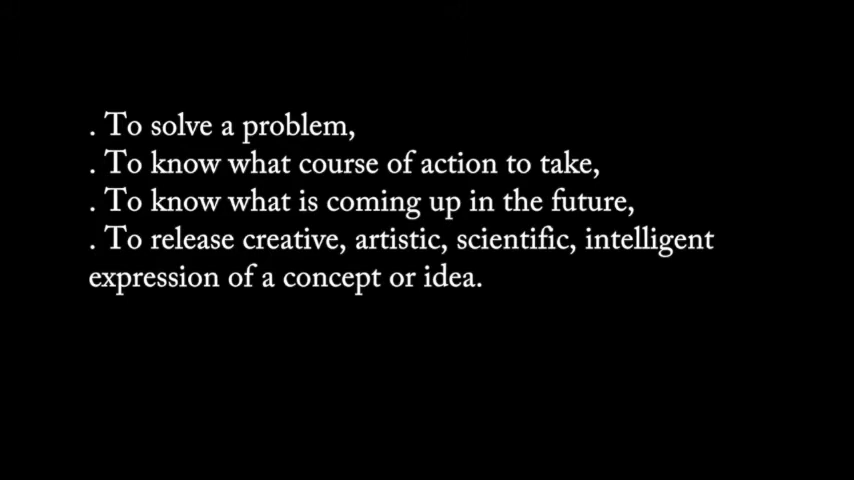 . To solve a problem,
. To know what course of action to take,
. To know what is coming up in the future,
. To release creative, artistic, scientific, intelligent
expression of a concept or idea.